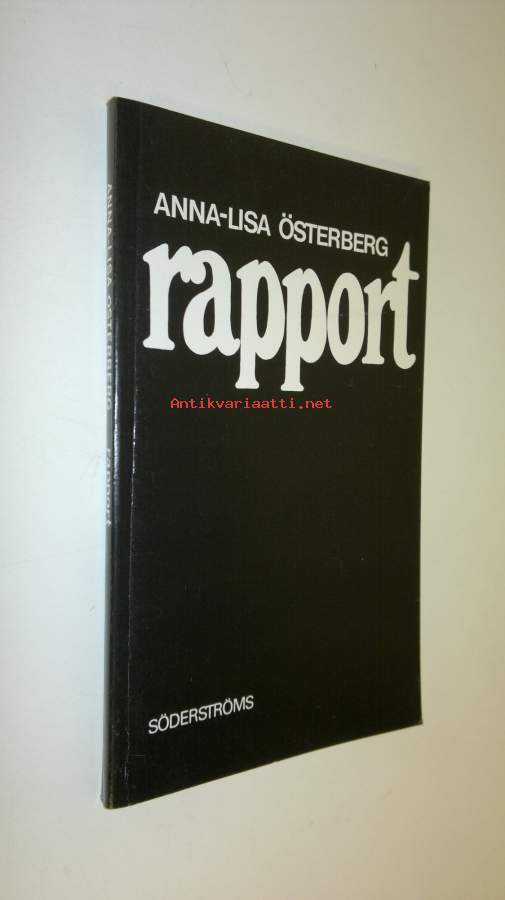 ANNA-LISA ÖSTERBERG
rapport
Antikvariaatti.net
SÖDERSTRÖMS
ANNA-LISA ÖSTERBERG rapport